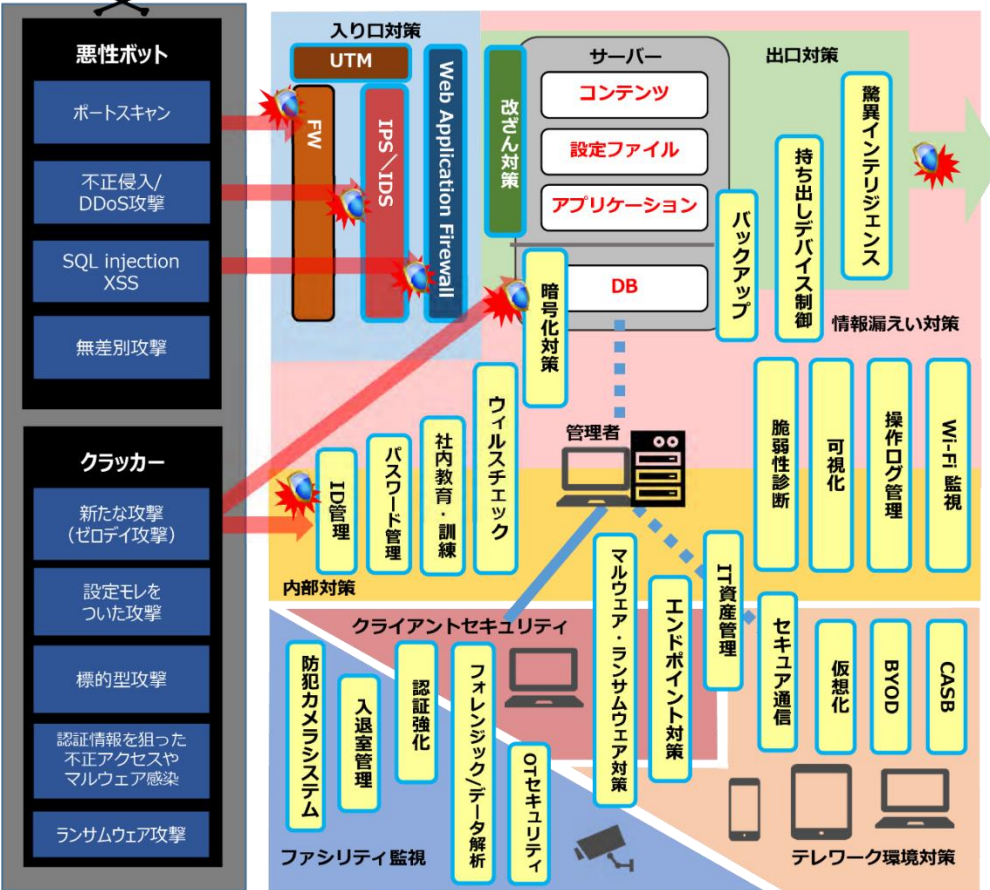 悪性ボット
ポートスキャン
不正侵入/
DDoS攻撃
SQL injection
XSS
無差別攻撃
クラッカー
新たな攻撃
（ゼロデイ攻撃）
設定モレを
ついた攻撃
標的型攻撃
認証情報を狙った
不正アクセスや
マルウェア感染
ランサムウェア攻撃
入り口対策
UTM
FW
IPS／IDS
Web Application Firewall
改ざん対策
サーバー
コンテンツ
設定ファイル
アプリケーション
DB
暗号化対策
バックアップ
出口対策
持ち出しデバイス制御
驚異インテリジェンス
情報漏えい対策
管理者
ID管理
パスワード管理
社内教育・訓練
ウィルスチェック
脆弱性診断
可視化
操作ログ管理
Wi-Fi 監視
内部対策
クライアントセキュリティ
マルウェア・ランサムウェア対策
エンドポイント対策
IT資産管理
セキュア通信
仮想化
BYOD
CASB
防犯カメラシステム
入退室管理
認証強化
フォレンジック/データ解析
OTセキュリティ
ファシリティ監視
テレワーク環境対策